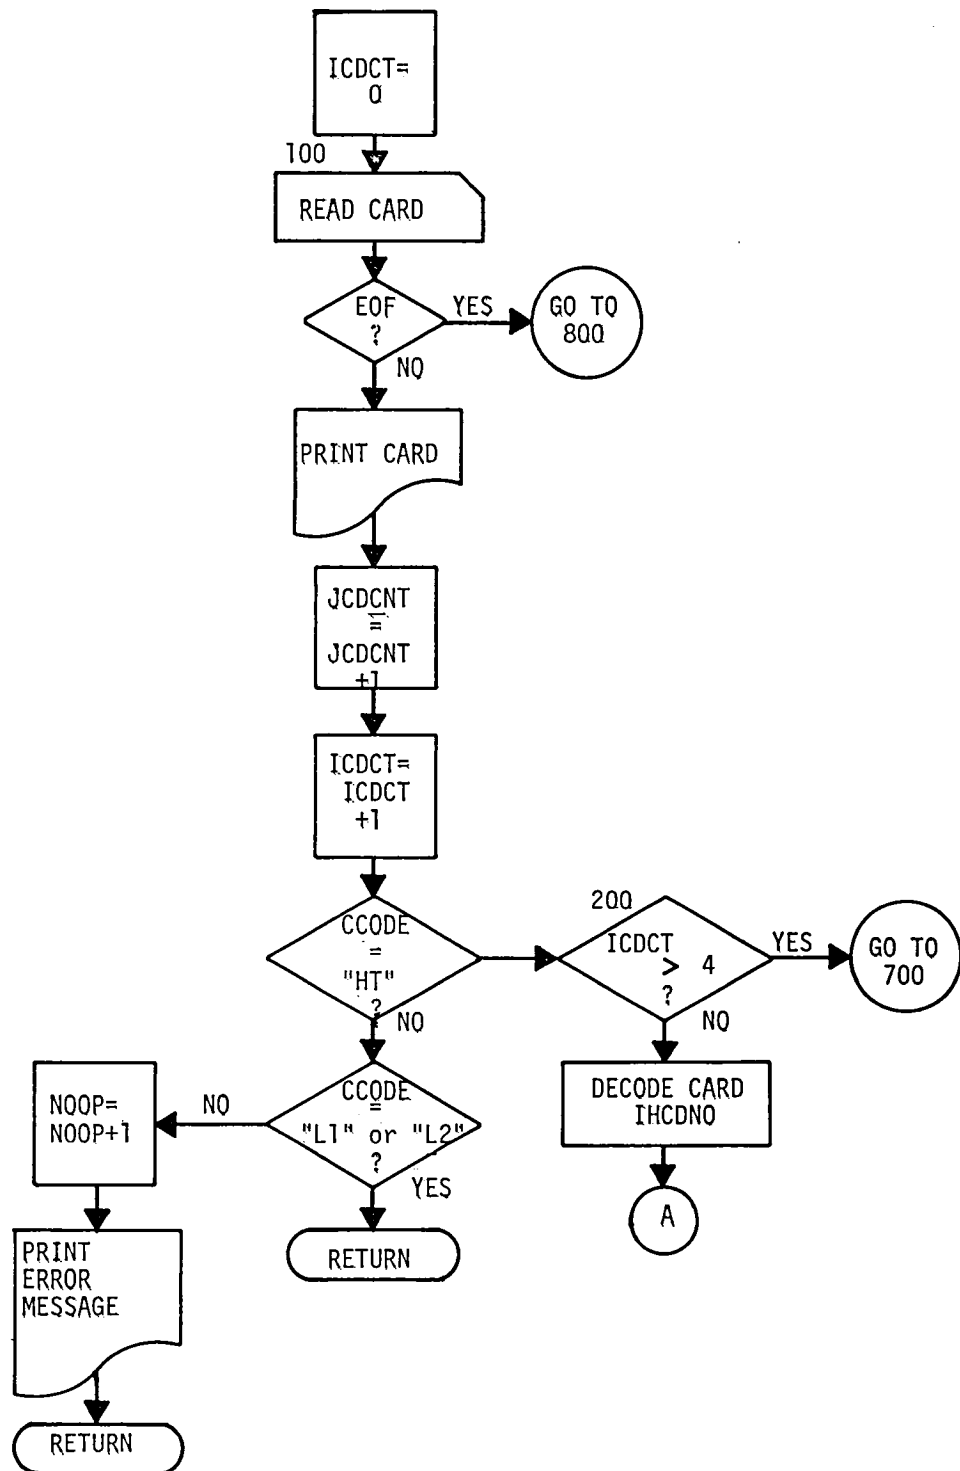 ICDCT=
0
100
READ CARD
EOF
?
YES
GO TO
800
NO
PRINT CARD
JCDCNT
=
JCDCNT
+1
ICDCT=
ICDCT
+1
CCODE
=
"HT"
?
NO
200
ICDCT
> 4
?
YES
GO TO
700
NO
DECODE CARD
IHCDNO
A
CCODE
=
"L1" or "L2"
?
NO
YES
NOOP=
NOOP+1
RETURN
PRINT
ERROR
MESSAGE
RETURN